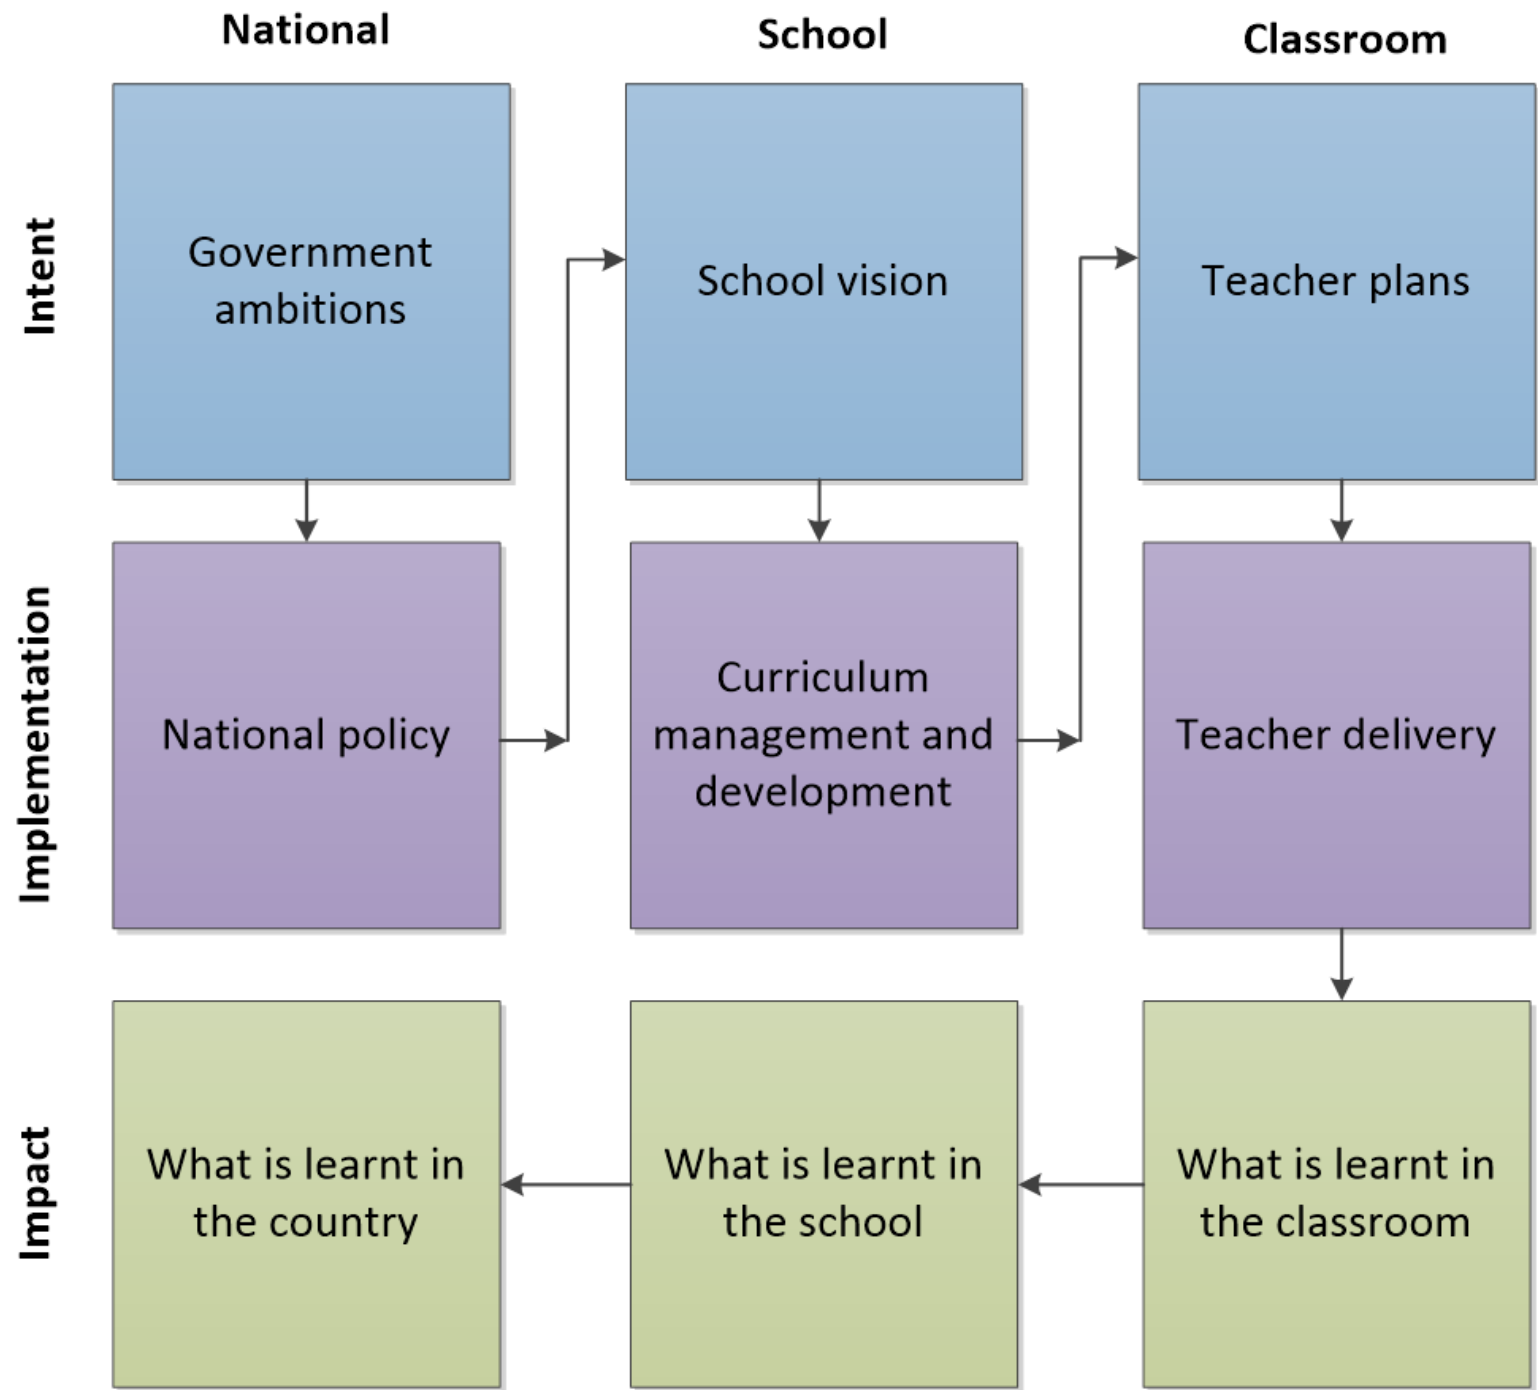 National
School
Classroom
Intent
Government
ambitions
School vision
Teacher plans
Implementation
National policy
Curriculum
management and
development
Teacher delivery
Impact
What is learnt in
the country
What is learnt in
the school
What is learnt in
the classroom